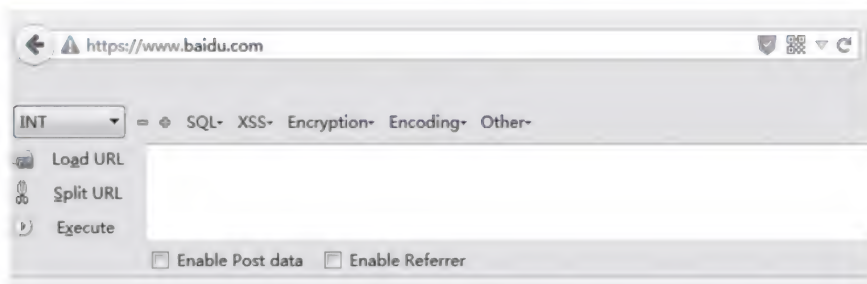 https://www.baidu.com
INT SQL- XSS- Encryption- Encoding- Other-
Load URL
Split URL
Execute
Enable Post data Enable Referrer